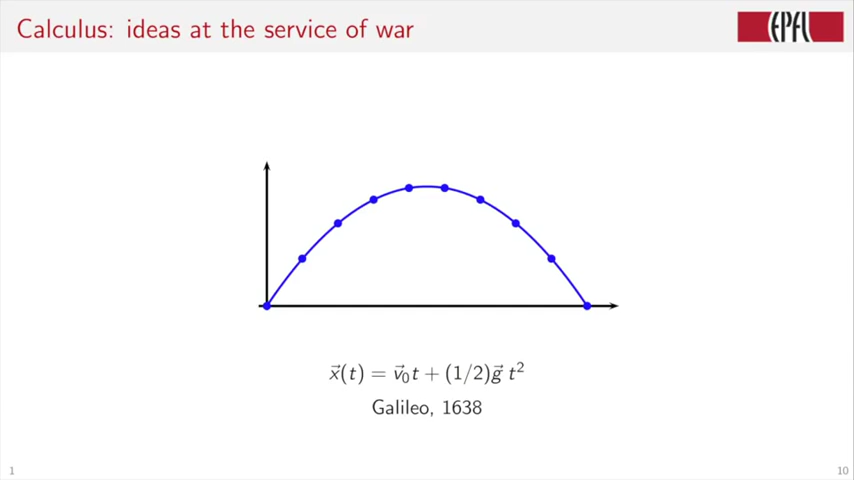 Calculus: ideas at the service of war
EPFL
x⃗(t) = v⃗₀t + (1/2)g⃗ t²
Galileo, 1638
1
10